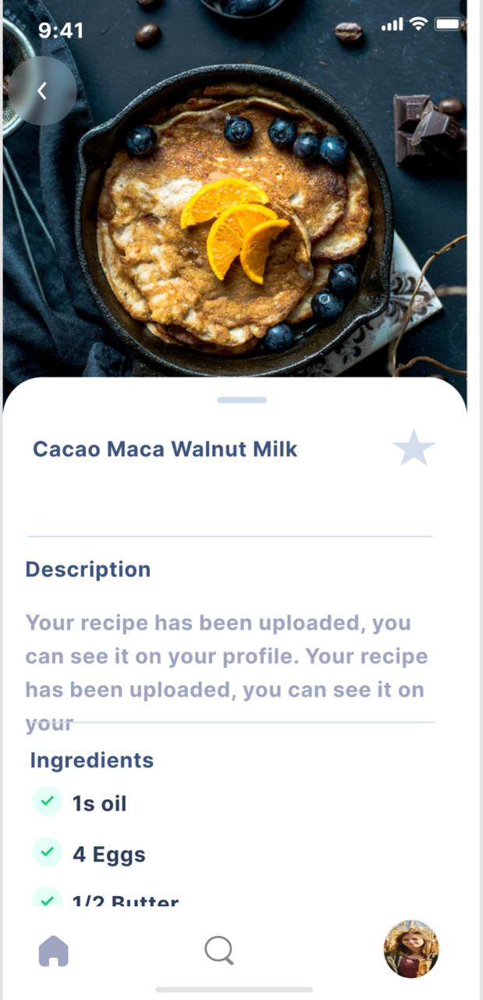 9:41
Cacao Maca Walnut Milk
Description
Your recipe has been uploaded, you
can see it on your profile. Your recipe
has been uploaded, you can see it on
your
Ingredients
1s oil
4 Eggs
1/2 Butter